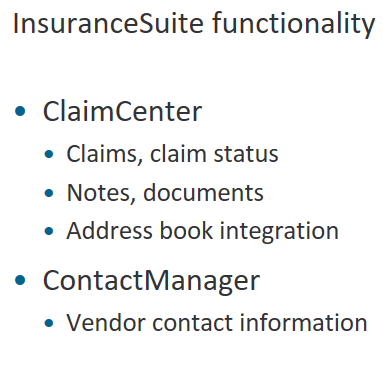 InsuranceSuite functionality
• ClaimCenter
• Claims, claim status
• Notes, documents
• Address book integration
• ContactManager
• Vendor contact information